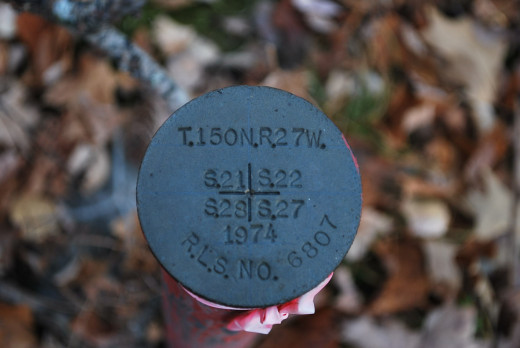 T.150N.R.27W.
S.21 S.22
S.28 S.27
1974
R.L.S. NO. 6807